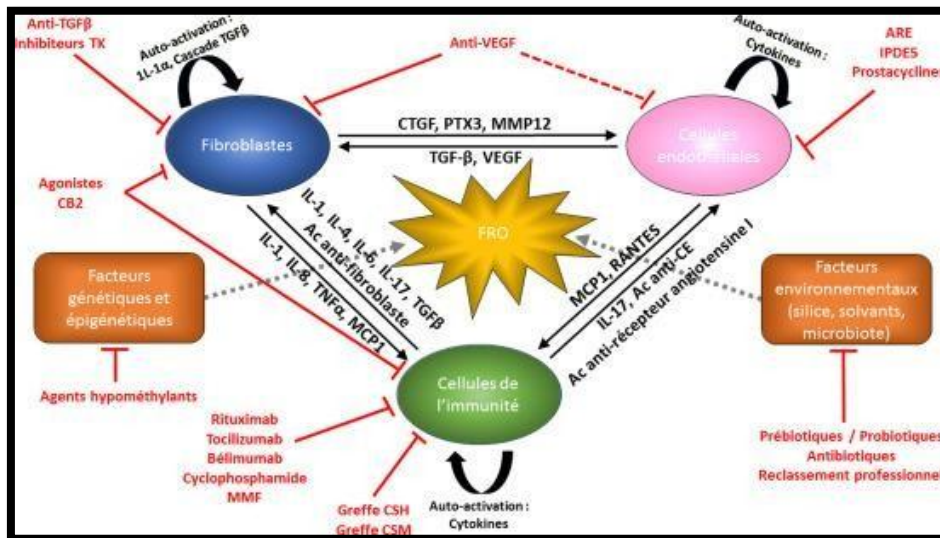 Anti-TGFβ
Inhibiteurs TK
Auto-activation :
1L-1α, Cascade TGFβ
Anti-VEGF
Auto-activation :
Cytokines
ARE
IPDE5
Prostacycline
Fibroblastes
CTGF, PTX3, MMP12
TGF-β, VEGF
Cellules
endothéliales
Agonistes
CB2
IL-1, IL-4, IL-6, IL-17, TGFβ
Ac anti-fibroblaste
IL-1, IL-8, TNFα, MCP1
FRO
MCP1, RANTES
IL-17, Ac anti-CE
Ac anti-récepteur angiotensine I
Facteurs
génétiques et
épigénétiques
Facteurs
environnementaux
(silice, solvants,
microbiote)
Agents hypométhylants
Cellules de
l'immunité
Rituximab
Tocilizumab
Bélimumab
Cyclophosphamide
MMF
Prébiotiques / Probiotiques
Antibiotiques
Reclassement professionnel
Greffe CSH
Greffe CSM
Auto-activation :
Cytokines